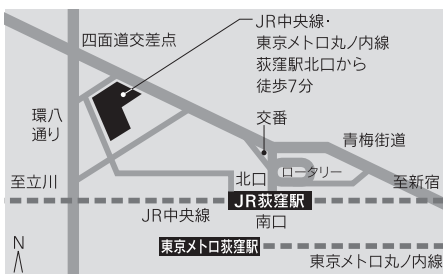 JR中央線・
東京メトロ丸ノ内線
荻窪駅北口から
徒歩7分
四面道交差点
環八
通り
交番
青梅街道
ロータリー
北口
至立川
至新宿
JR荻窪駅
JR中央線
南口
東京メトロ荻窪駅
東京メトロ丸ノ内線
N